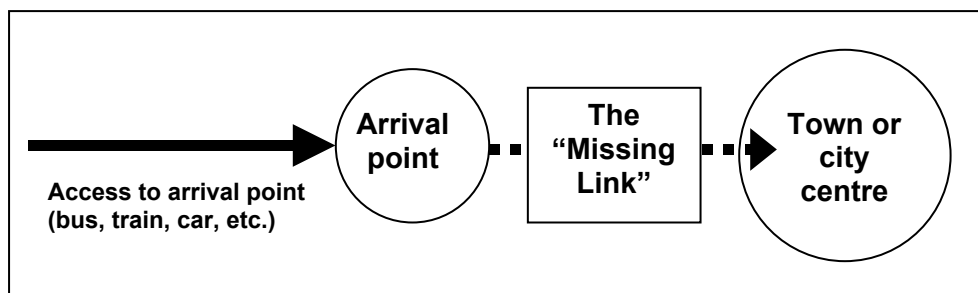 Arrival
point
The
“Missing
Link”
Town or
city
centre
Access to arrival point
(bus, train, car, etc.)